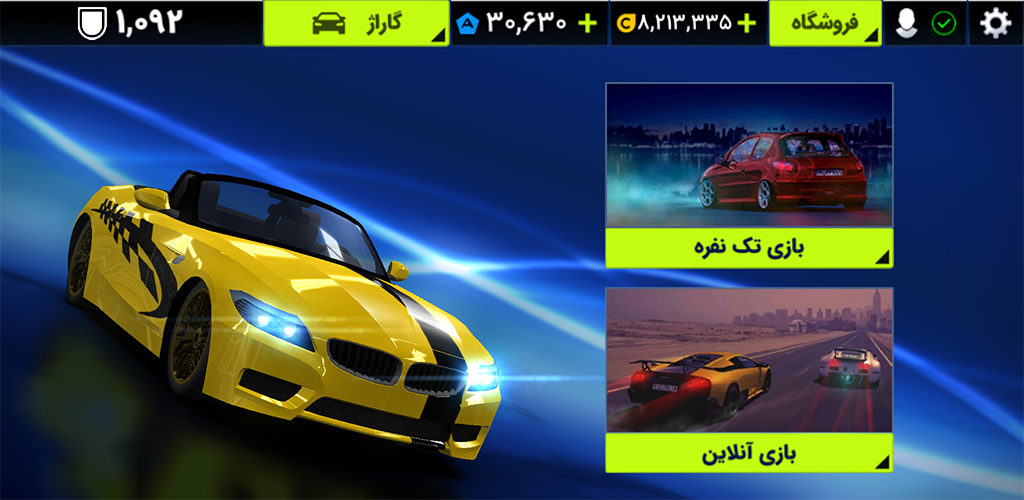 فروشگاه
۸,۲۱۳,۳۳۵
۳۰,۶۳۰
گاراژ
۱,۰۹۲
بازی تک نفره
بازی آنلاین